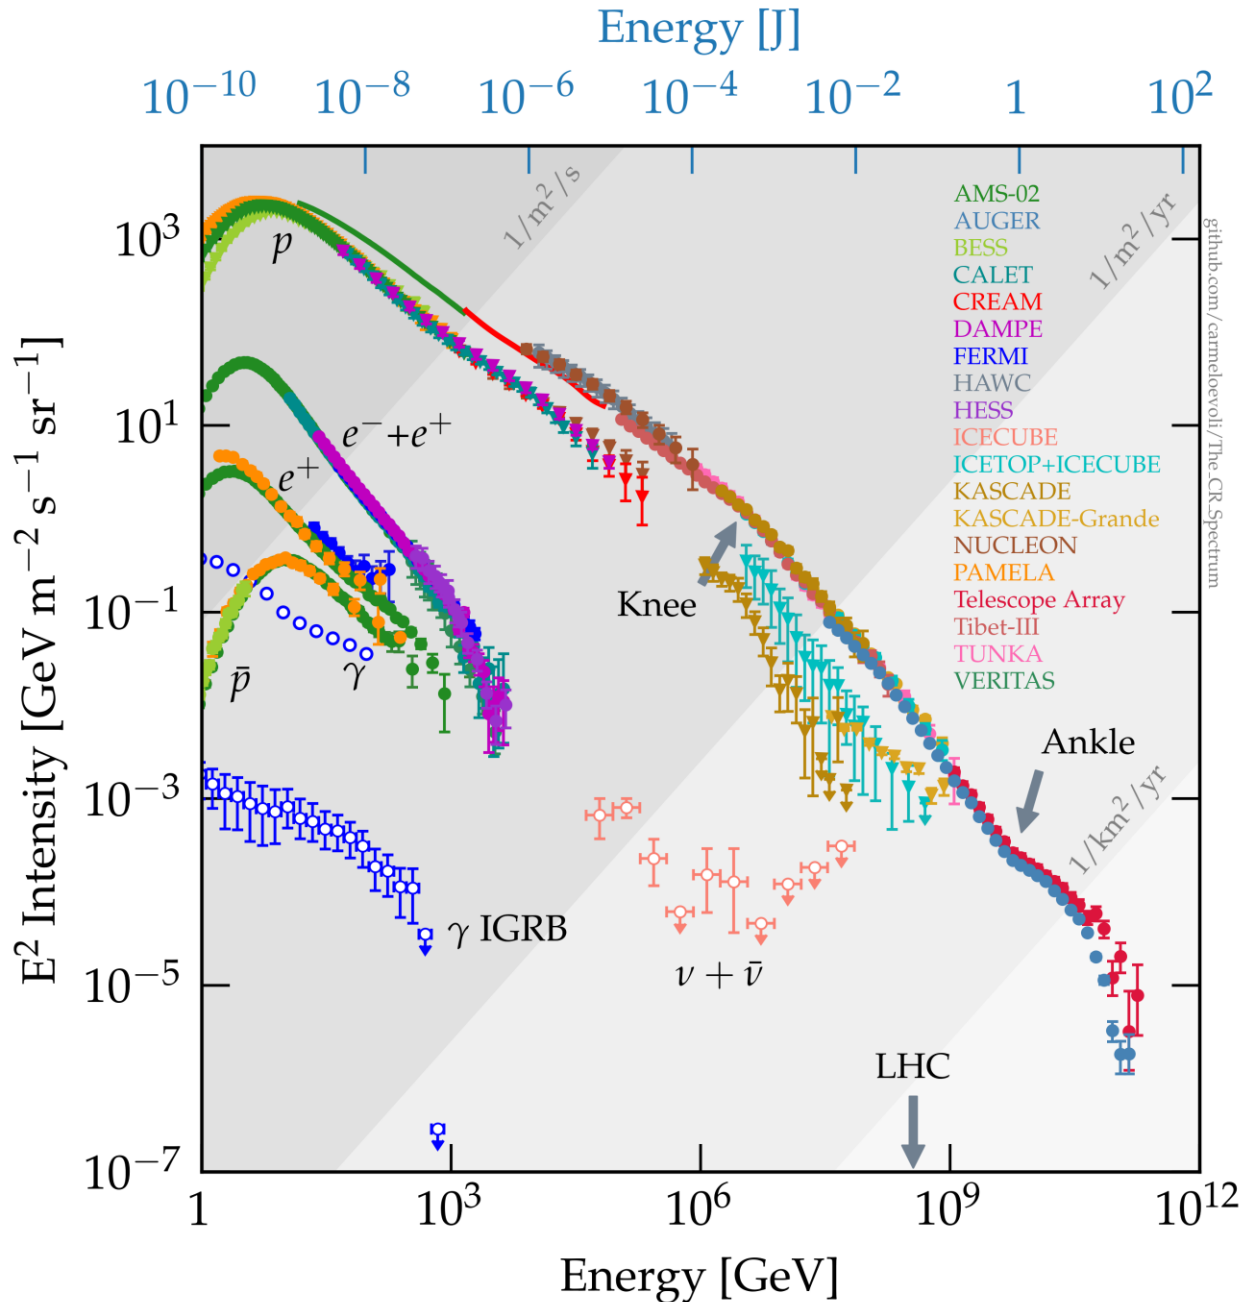 Energy [J]
10⁻¹⁰ 10⁻⁸ 10⁻⁶ 10⁻⁴ 10⁻² 1 10²
1/m²/s
1/m²/yr
1/km²/yr
AMS-02
AUGER
BESS
CALET
CREAM
DAMPE
FERMI
HAWC
HESS
ICECUBE
ICETOP+ICECUBE
KASCADE
KASCADE-Grande
NUCLEON
PAMELA
Telescope Array
Tibet-III
TUNKA
VERITAS
github.com/carmeloevoli/The_CR_Spectrum
E² Intensity [GeV m⁻² s⁻¹ sr⁻¹]
10³
10¹
10⁻¹
10⁻³
10⁻⁵
10⁻⁷
p
e⁻+e⁺
e⁺
p̄
γ
Knee
Ankle
γ IGRB
ν + ν̄
LHC
1 10³ 10⁶ 10⁹ 10¹²
Energy [GeV]